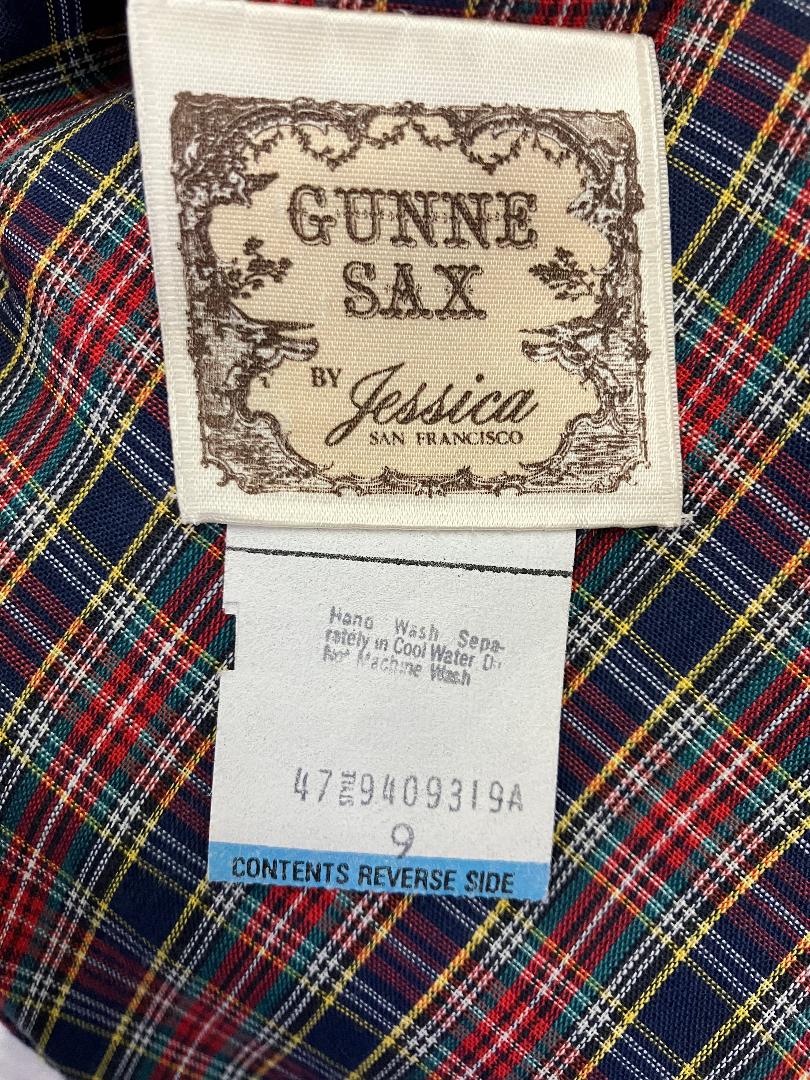 GUNNE
SAX
BY Jessica
SAN FRANCISCO
Hand Wash Sepa-
rately in Cool Water Do
Not Machine Wash
47 STYLE 9409319A
9
CONTENTS REVERSE SIDE